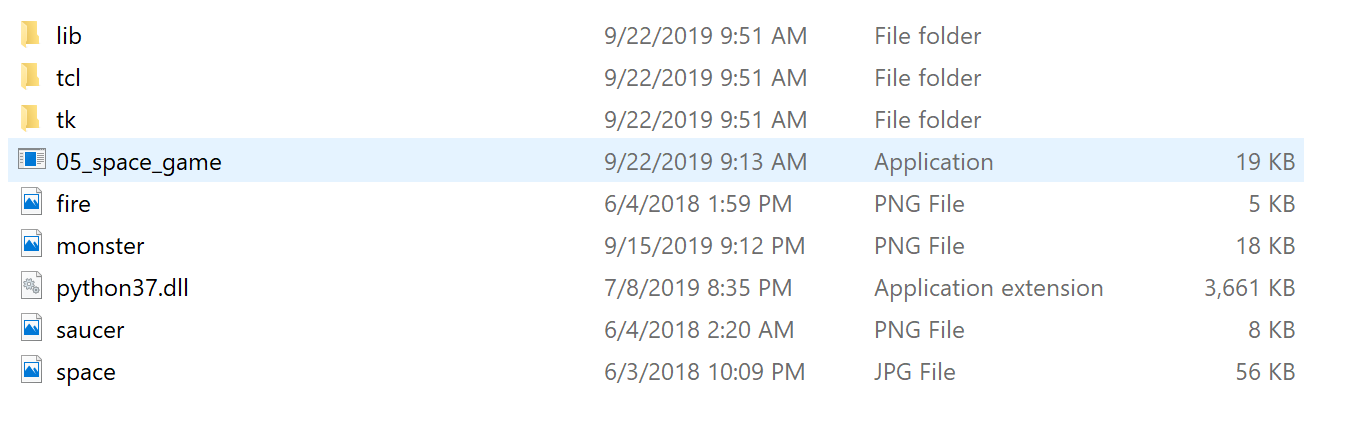 lib 9/22/2019 9:51 AM File folder
tcl 9/22/2019 9:51 AM File folder
tk 9/22/2019 9:51 AM File folder
05_space_game 9/22/2019 9:13 AM Application 19 KB
fire 6/4/2018 1:59 PM PNG File 5 KB
monster 9/15/2019 9:12 PM PNG File 18 KB
python37.dll 7/8/2019 8:35 PM Application extension 3,661 KB
saucer 6/4/2018 2:20 AM PNG File 8 KB
space 6/3/2018 10:09 PM JPG File 56 KB